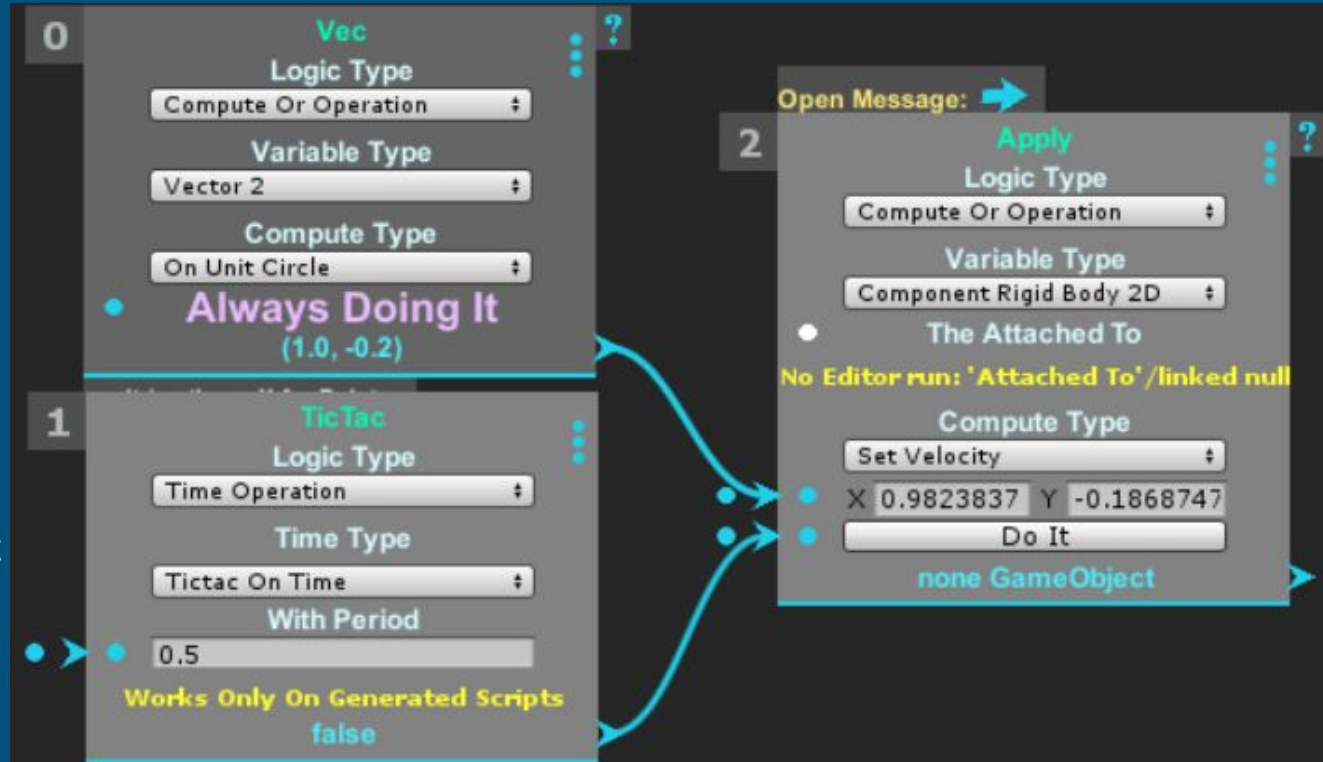 0
Vec
?
Logic Type
Compute Or Operation
Variable Type
Vector 2
Compute Type
On Unit Circle
Always Doing It
(1.0, -0.2)
1
TicTac
Logic Type
Time Operation
Time Type
Tictac On Time
With Period
0.5
Works Only On Generated Scripts
false
Open Message:
2
Apply
?
Logic Type
Compute Or Operation
Variable Type
Component Rigid Body 2D
The Attached To
No Editor run: 'Attached To'/linked null
Compute Type
Set Velocity
X 0.9823837 Y -0.1868747
Do It
none GameObject